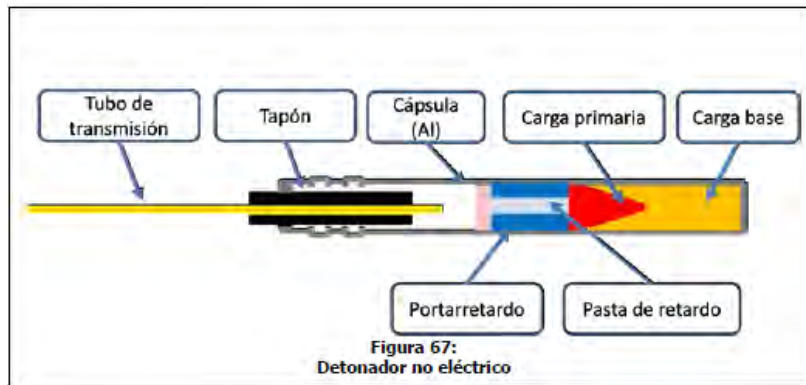 Tubo de
transmisión
Tapón
Cápsula
(Al)
Carga primaria
Carga base
Portarretardo
Pasta de retardo
Figura 67:
Detonador no eléctrico